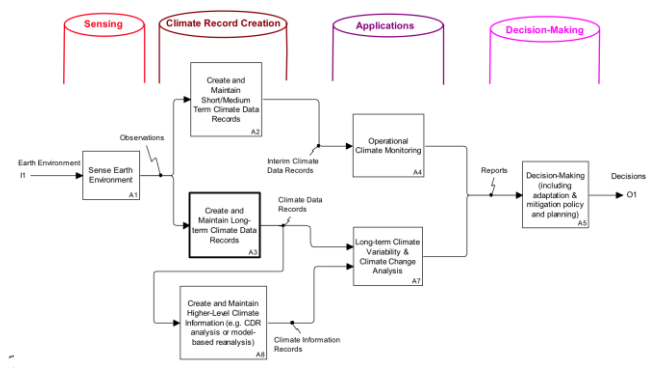 Sensing
Climate Record Creation
Applications
Decision-Making
Create and
Maintain
Short/Medium
Term Climate Data
Records
A2
Observations
Earth Environment
I1
Sense Earth
Environment
A1
Interim Climate
Data Records
Operational
Climate Monitoring
A4
Reports
Decision-Making
(including
adaptation &
mitigation policy
and planning)
A5
Decisions
O1
Create and
Maintain Long-
term Climate Data
Records
A3
Climate Data
Records
Long-term Climate
Variability &
Climate Change
Analysis
A7
Create and Maintain
Higher-Level Climate
Information (e.g. CDR
analysis or model-
based reanalysis)
A6
Climate Information
Records